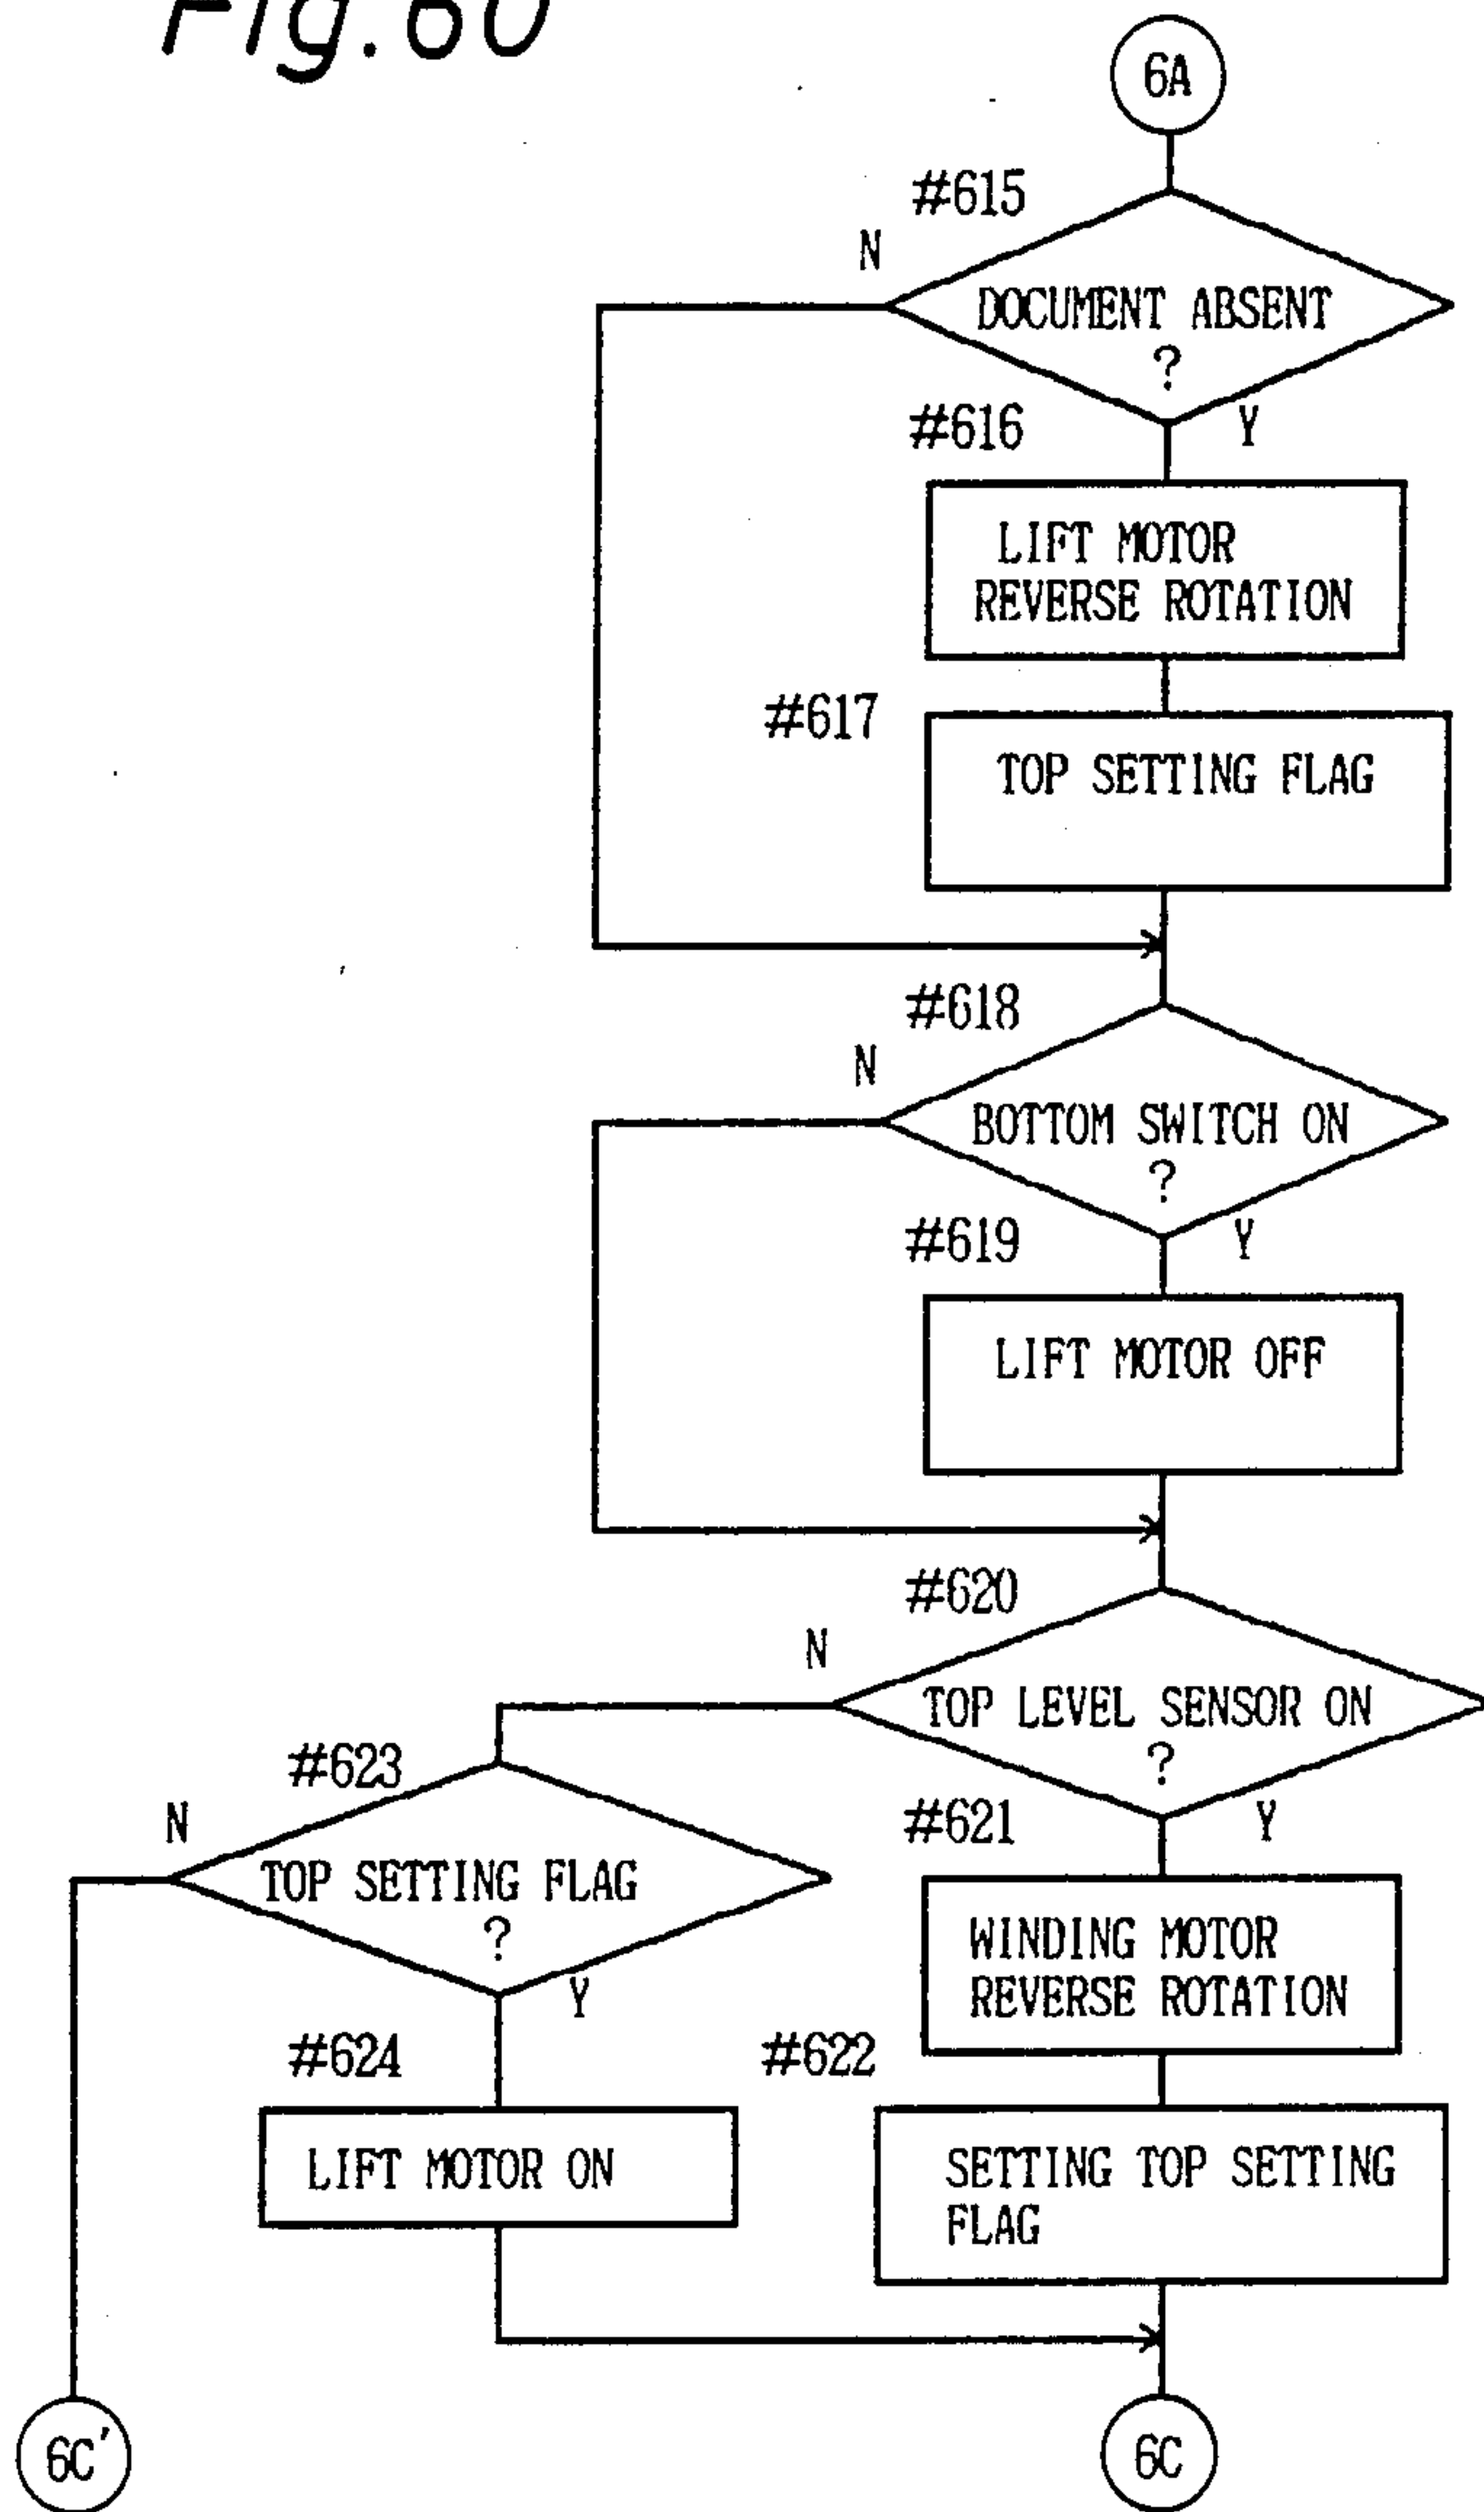 Fig.60
6A
#615
N
DOCUMENT ABSENT
?
#616
Y
LIFT MOTOR
REVERSE ROTATION
#617
TOP SETTING FLAG
#618
N
BOTTOM SWITCH ON
?
#619
Y
LIFT MOTOR OFF
#620
N
TOP LEVEL SENSOR ON
?
#621
Y
WINDING MOTOR
REVERSE ROTATION
#622
SETTING TOP SETTING
FLAG
#623
N
TOP SETTING FLAG
?
Y
#624
LIFT MOTOR ON
6C'
6C